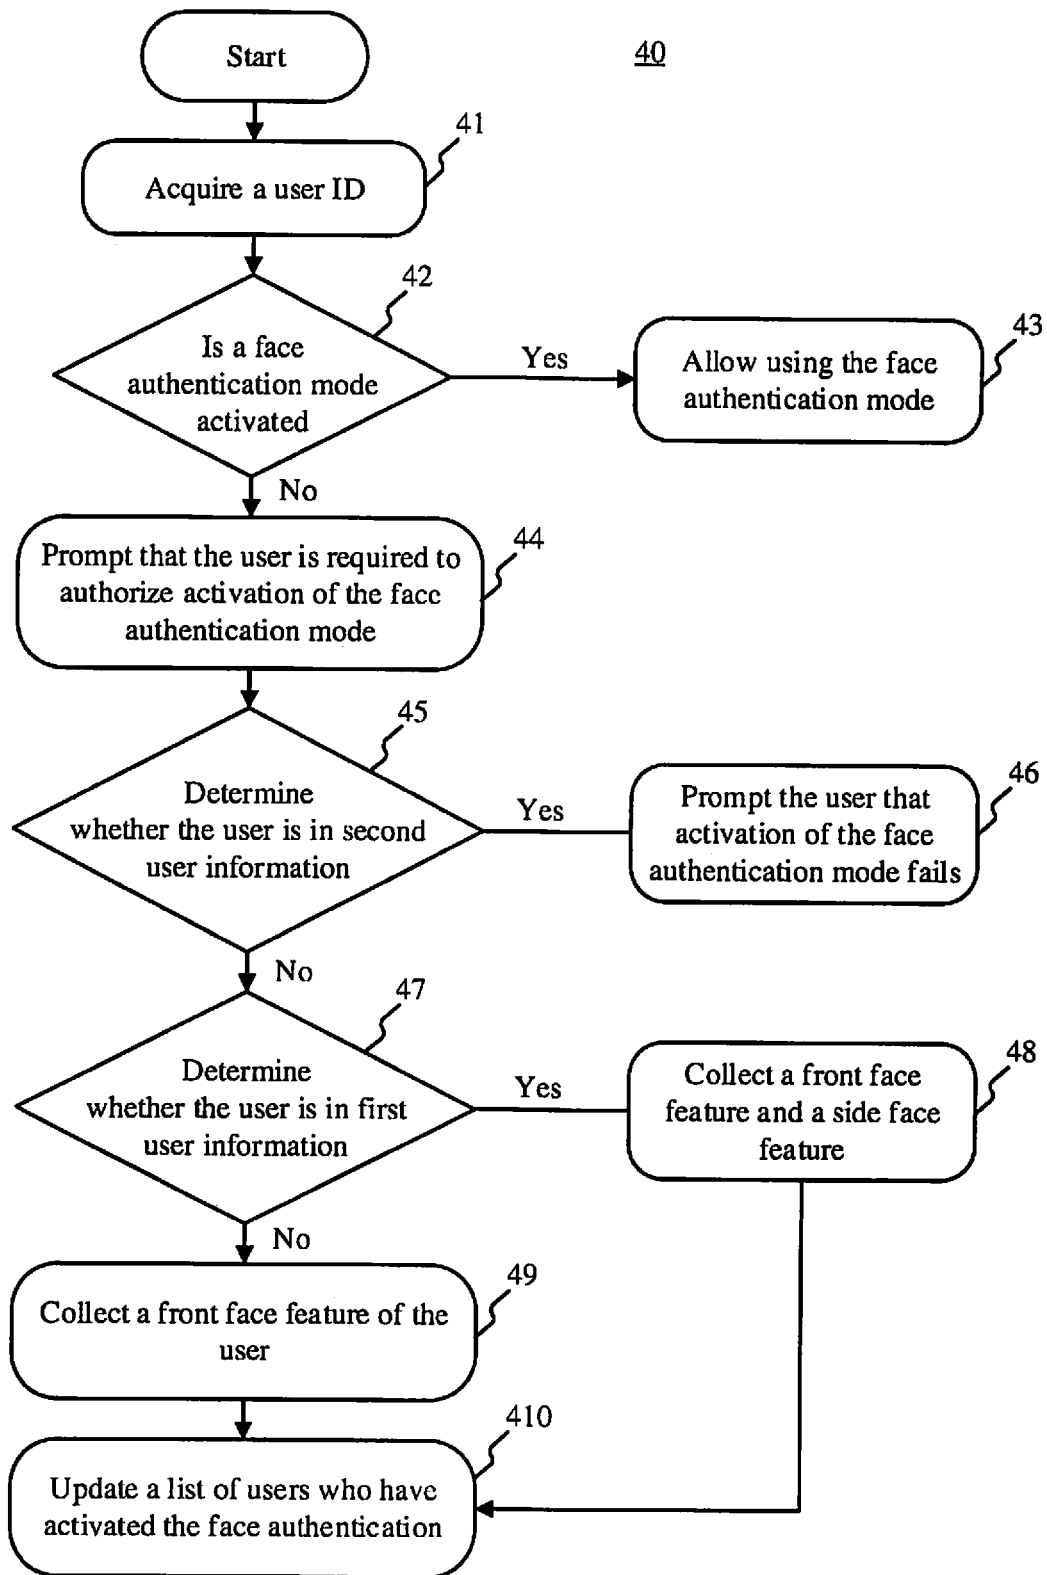 Start
40
41
Acquire a user ID
42
Is a face
authentication mode
activated
Yes
43
Allow using the face
authentication mode
No
44
Prompt that the user is required to
authorize activation of the face
authentication mode
45
Determine
whether the user is in second
user information
Yes
46
Prompt the user that
activation of the face
authentication mode fails
No
47
Determine
whether the user is in first
user information
Yes
48
Collect a front face
feature and a side face
feature
No
49
Collect a front face feature of the
user
410
Update a list of users who have
activated the face authentication